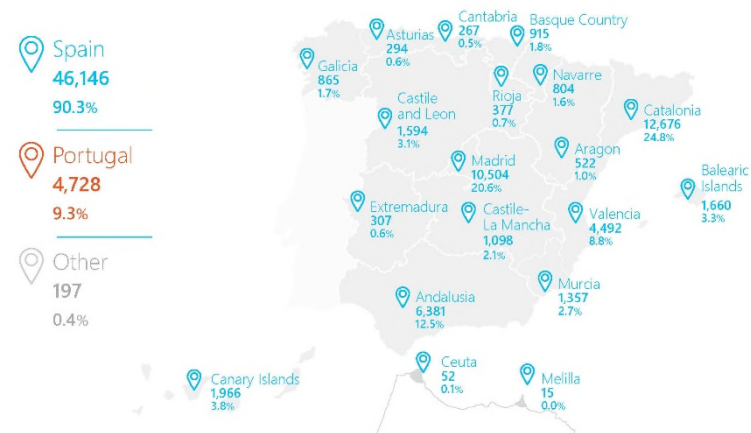 Spain
46,146
90.3%
Portugal
4,728
9.3%
Other
197
0.4%
Galicia
865
1.7%
Asturias
294
0.6%
Cantabria
267
0.5%
Basque Country
915
1.8%
Rioja
377
0.7%
Navarre
804
1.6%
Catalonia
12,676
24.8%
Castile
and Leon
1,594
3.1%
Madrid
10,504
20.6%
Aragon
522
1.0%
Balearic
Islands
1,660
3.3%
Extremadura
307
0.6%
Castile-
La Mancha
1,098
2.1%
Valencia
4,492
8.8%
Andalusia
6,381
12.5%
Murcia
1,357
2.7%
Canary Islands
1,966
3.8%
Ceuta
52
0.1%
Melilla
15
0.0%